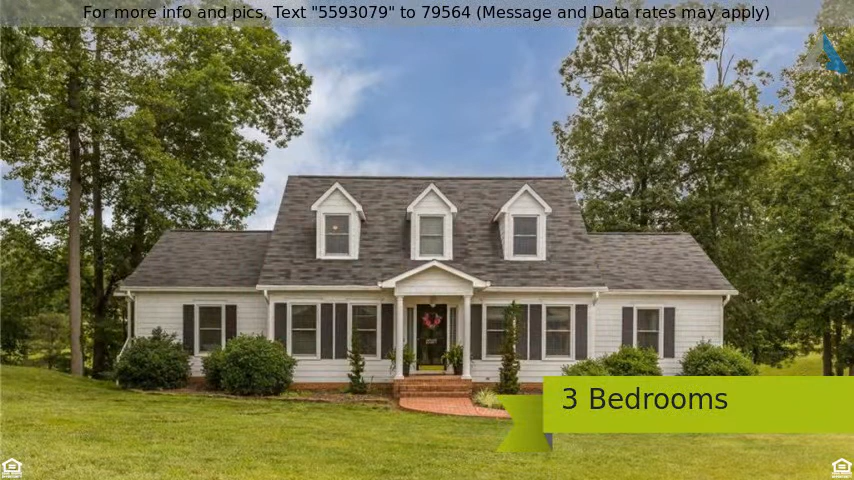 For more info and pics, Text "5593079" to 79564 (Message and Data rates may apply)
3 Bedrooms